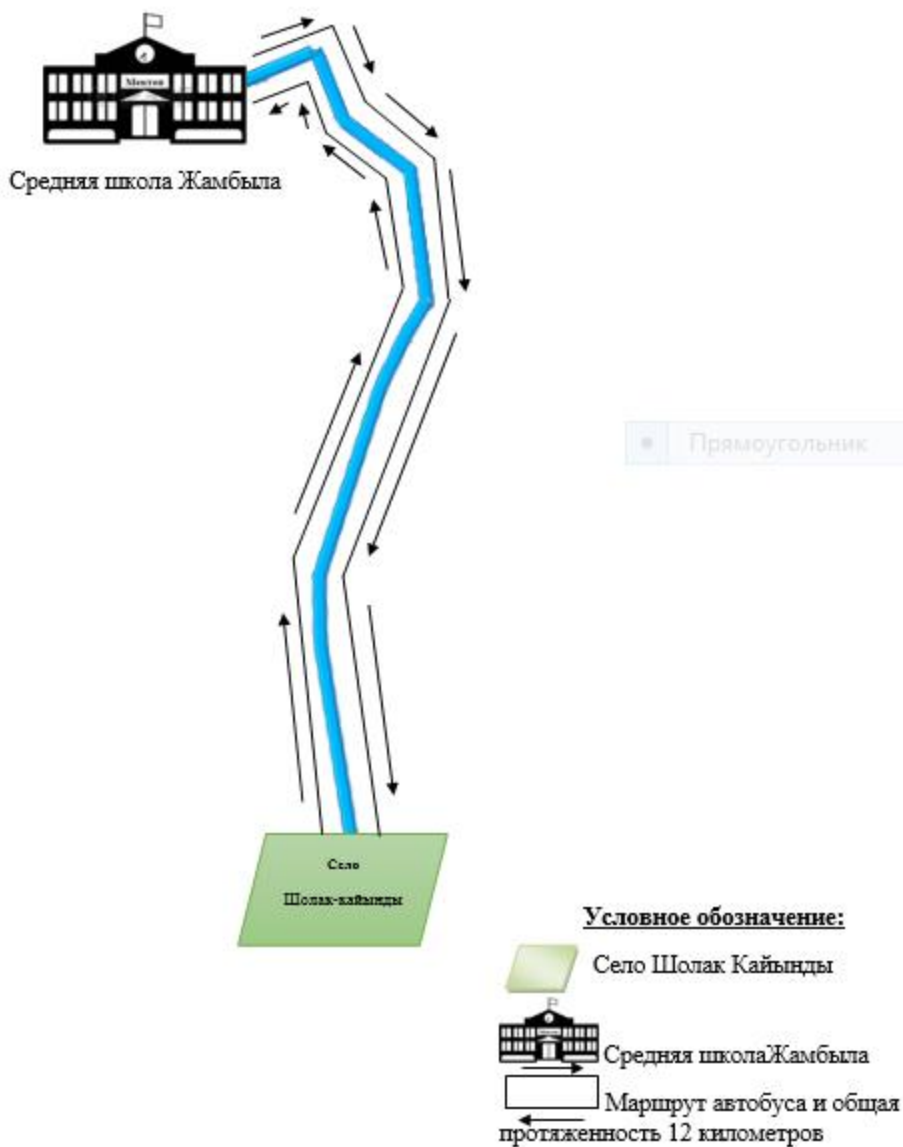 Мектеп
Средняя школа Жамбыла
Прямоугольник
Село
Шолак-кайынды
Условное обозначение:
Село Шолак Кайынды
Средняя школаЖамбыла
Маршрут автобуса и общая
протяженность 12 километров